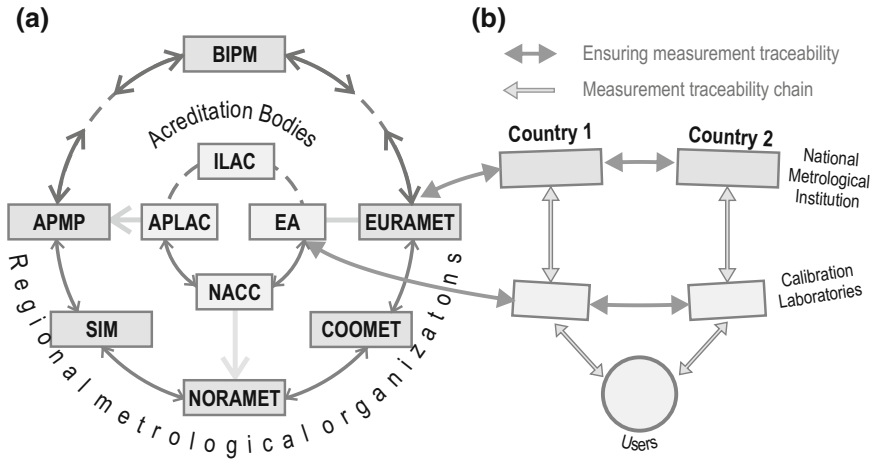 (a)
BIPM
Acreditation Bodies
ILAC
APMP
APLAC
EA
EURAMET
NACC
SIM
COOMET
NORAMET
Regional metrological organizatons
(b)
Ensuring measurement traceability
Measurement traceability chain
Country 1
Country 2
National
Metrological
Institution
Calibration
Laboratories
Users